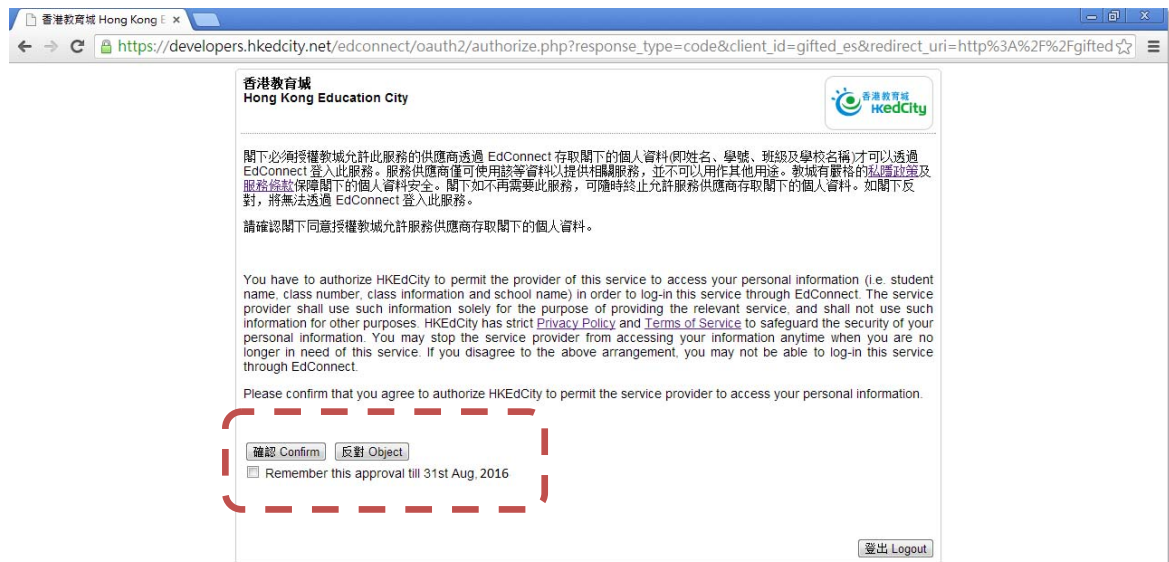 香港教育城 Hong Kong E
https://developers.hkedcity.net/edconnect/oauth2/authorize.php?response_type=code&client_id=gifted_es&redirect_uri=http%3A%2F%2Fgifted
香港教育城
Hong Kong Education City
香港教育城
HKedCity
閣下必須授權教城允許此服務的供應商透過 EdConnect 存取閣下的個人資料(即姓名、學號、班級及學校名稱)才可以透過
EdConnect 登入此服務。服務供應商僅可使用該等資料以提供相關服務，並不可以用作其他用途。教城有嚴格的私隱政策及
服務條款保障閣下的個人資料安全。閣下如不再需要此服務，可隨時終止允許服務供應商存取閣下的個人資料。如閣下反
對，將無法透過 EdConnect 登入此服務。
請確認閣下同意授權教城允許服務供應商存取閣下的個人資料。
You have to authorize HKEdCity to permit the provider of this service to access your personal information (i.e. student
name, class number, class information and school name) in order to log-in this service through EdConnect. The service
provider shall use such information solely for the purpose of providing the relevant service, and shall not use such
information for other purposes. HKEdCity has strict Privacy Policy and Terms of Service to safeguard the security of your
personal information. You may stop the service provider from accessing your information anytime when you are no
longer in need of this service. If you disagree to the above arrangement, you may not be able to log-in this service
through EdConnect.
Please confirm that you agree to authorize HKEdCity to permit the service provider to access your personal information.
確認 Confirm 反對 Object
Remember this approval till 31st Aug, 2016
登出 Logout